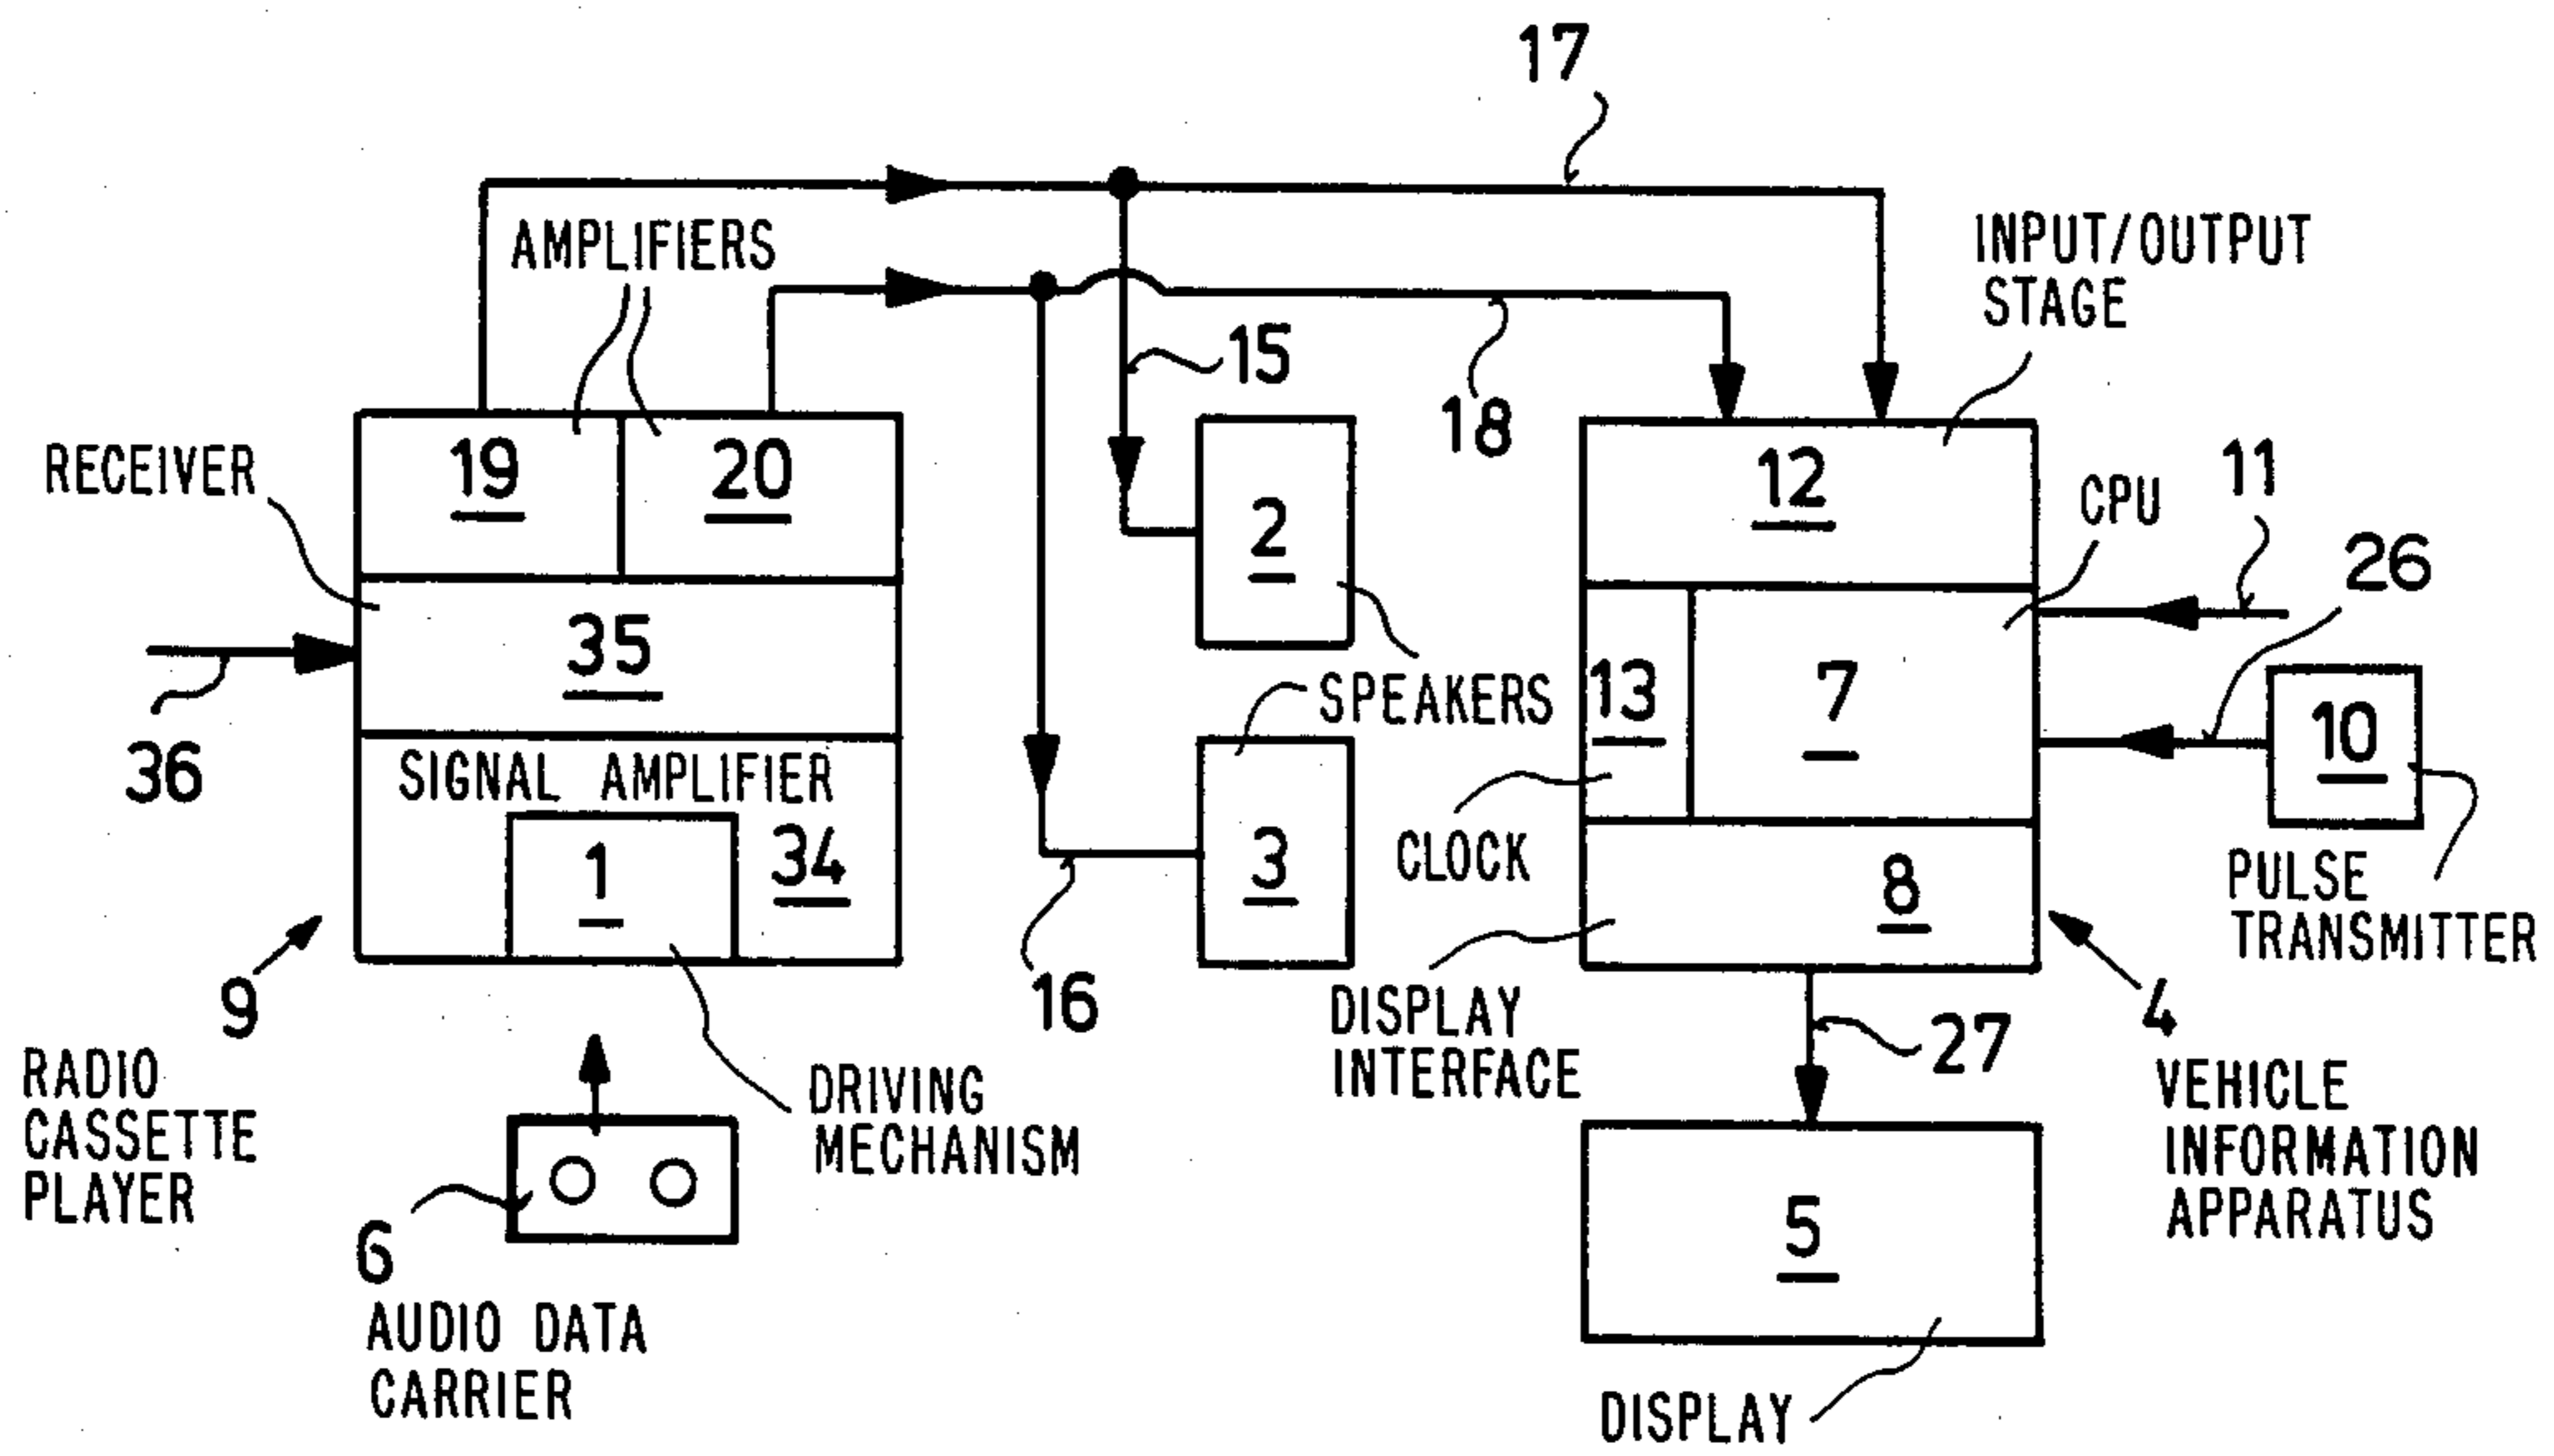 17
AMPLIFIERS
INPUT/OUTPUT
STAGE
15
18
RECEIVER
19
20
2
12
11
CPU
26
35
36
SPEAKERS
13
7
10
SIGNAL AMPLIFIER
1
34
3
CLOCK
8
PULSE
TRANSMITTER
9
16
DISPLAY
INTERFACE
27
4
RADIO
CASSETTE
PLAYER
DRIVING
MECHANISM
VEHICLE
INFORMATION
APPARATUS
6
5
AUDIO DATA
CARRIER
DISPLAY